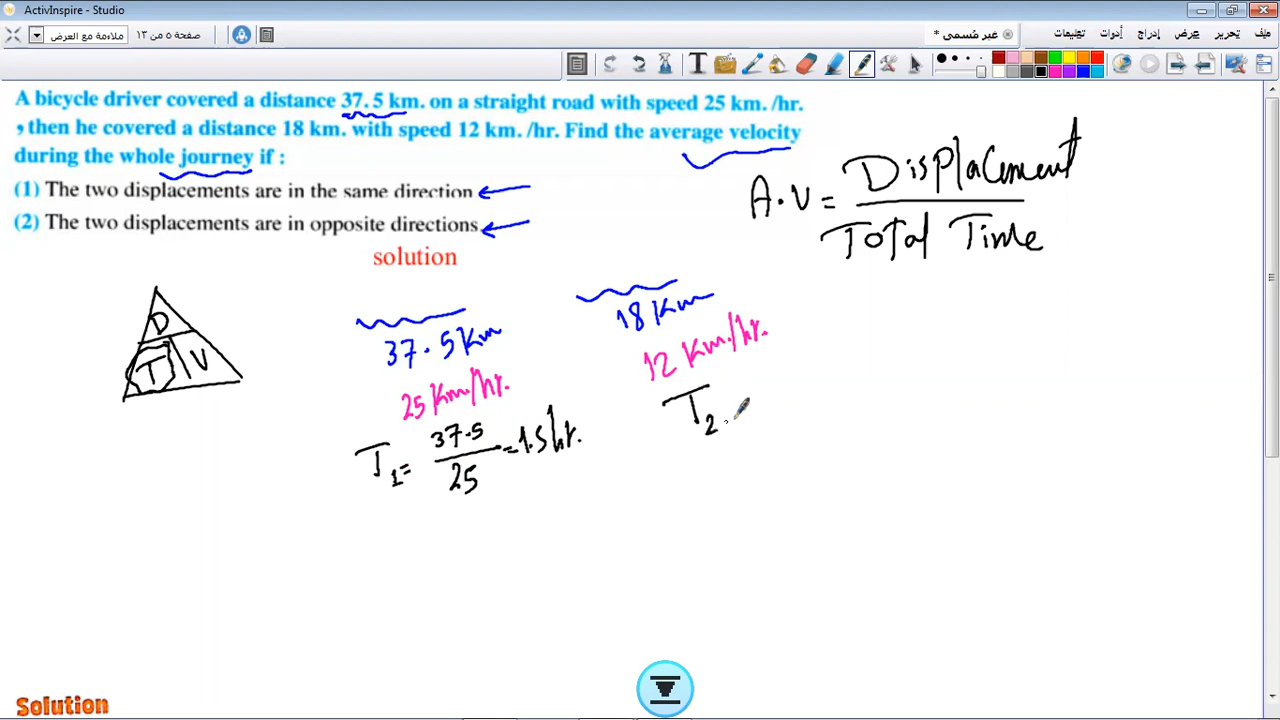 ActivInspire - Studio
ملف تحرير عرض إدراج أدوات تعليمات
غير مُسمى *
صفحة ٥ من ١٣
ملاءمة مع العرض
A bicycle driver covered a distance 37. 5 km. on a straight road with speed 25 km. /hr.
, then he covered a distance 18 km. with speed 12 km. /hr. Find the average velocity
during the whole journey if :
(1) The two displacements are in the same direction
(2) The two displacements are in opposite directions
solution
A.V = Displacement
Total Time
D
T V
37.5 Km
25 Km/hr.
T1 = 37.5 / 25 = 1.5 hr.
18 Km
12 Km./hr.
T2
Solution